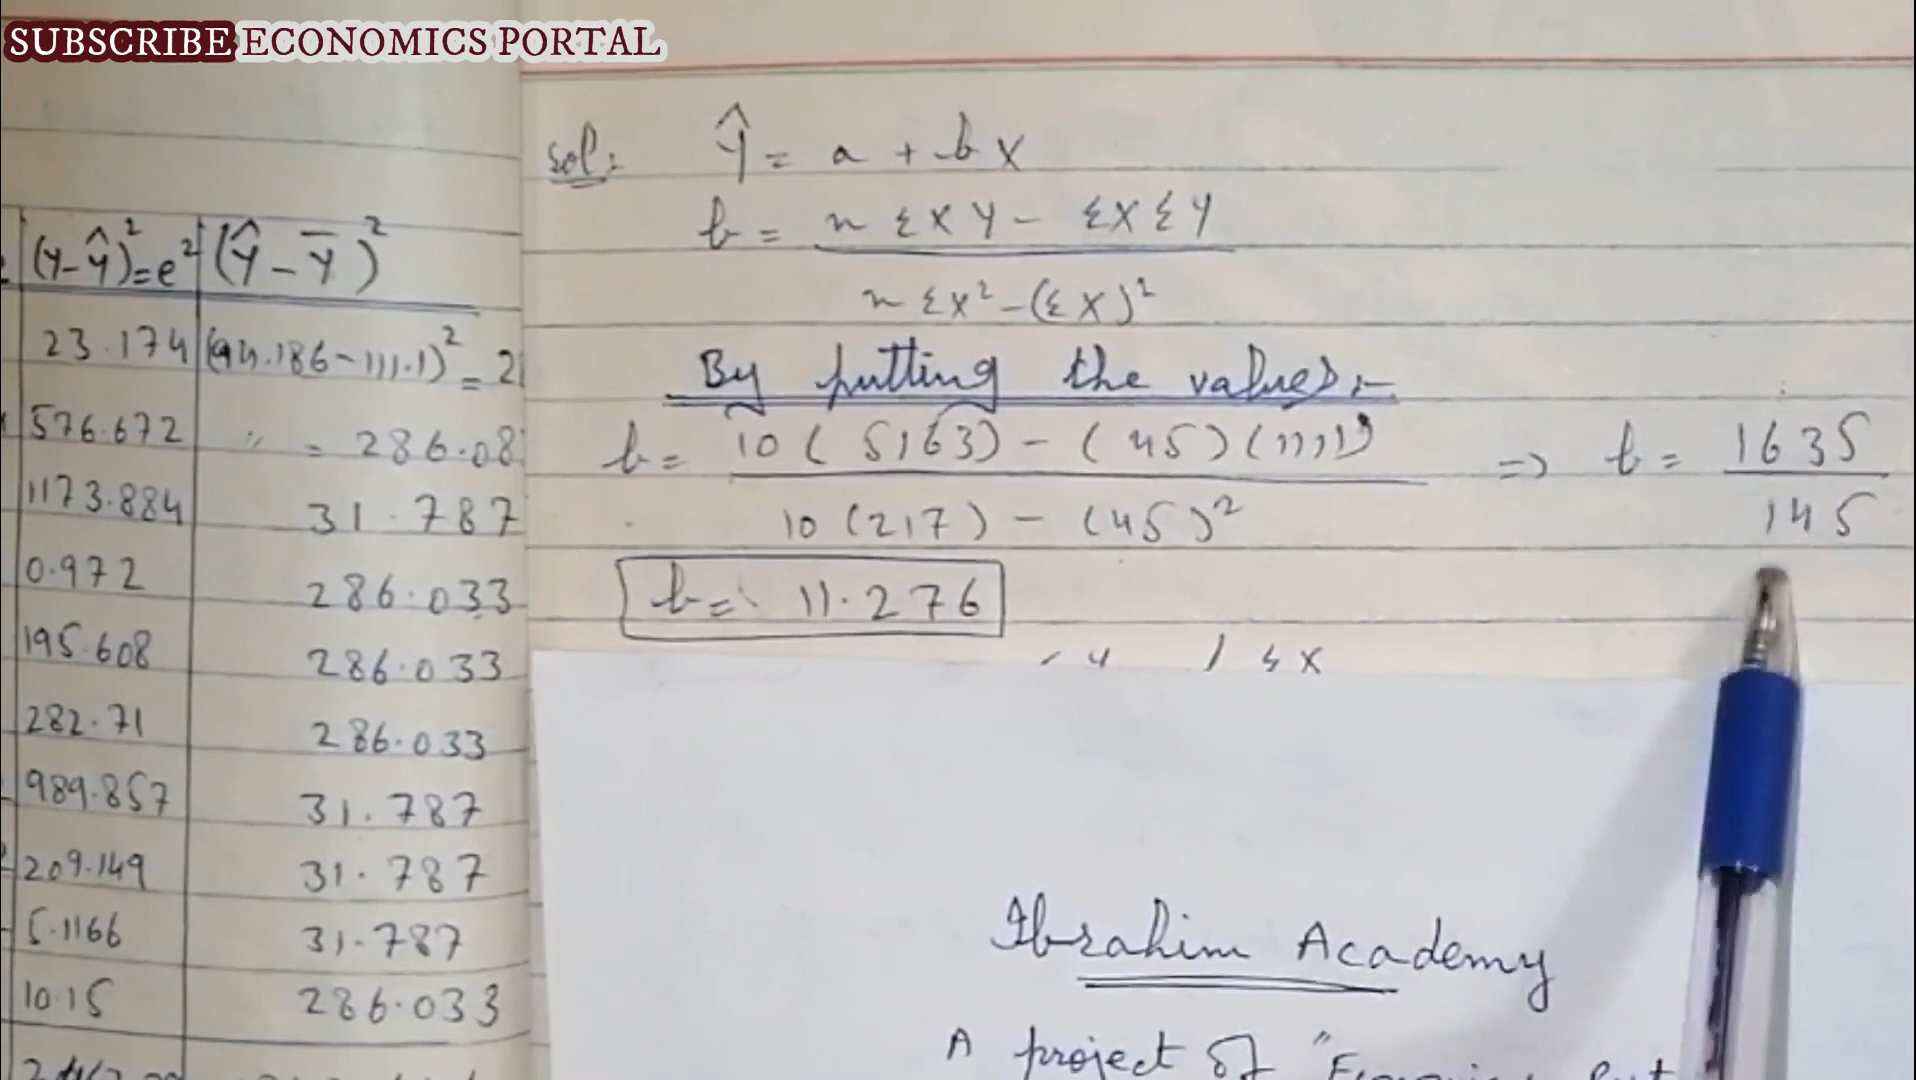 SUBSCRIBE ECONOMICS PORTAL
(Y-Ŷ)²=e² (Ŷ-Ȳ)²
23.174 (94.186-111.1)² = 2
576.672 " = 286.08
1173.884 31.787
0.972 286.033
195.608 286.033
282.71 286.033
989.857 31.787
209.149 31.787
5.1166 31.787
10.15 286.033
sol: Ŷ = a + bX
b = nΣXY - ΣXΣY
nΣX² - (ΣX)²
By putting the values:-
b = 10(5163) - (45)(1111) => b = 1635
10(217) - (45)² 145
b = 11.276
Ibrahim Academy
A project of "